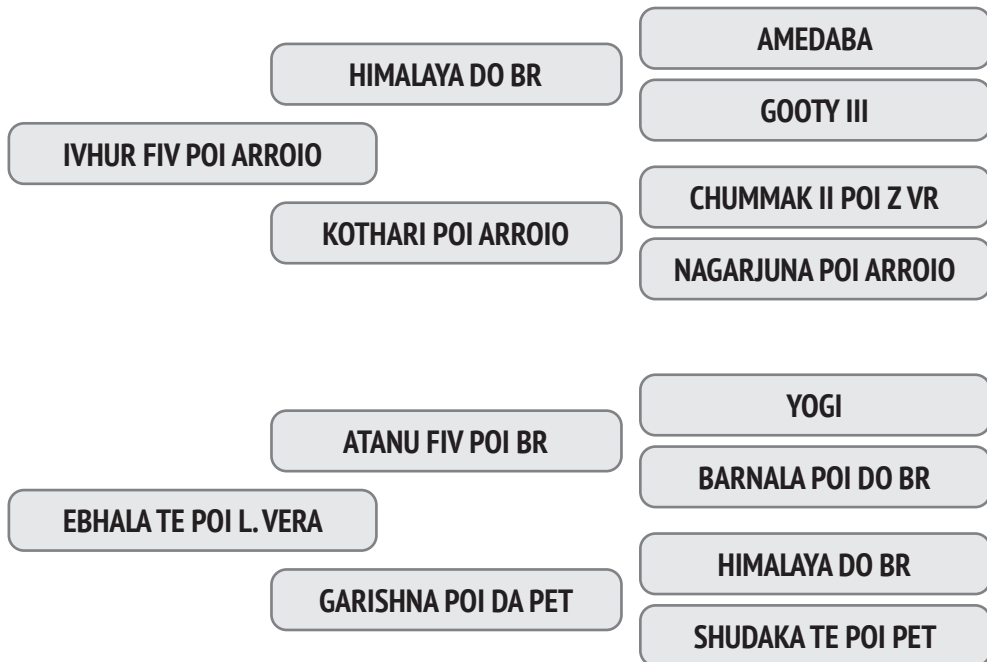 AMEDABA
HIMALAYA DO BR
GOOTY III
IVHUR FIV POI ARROIO
CHUMMAK II POI Z VR
KOTHARI POI ARROIO
NAGARJUNA POI ARROIO
YOGI
ATANU FIV POI BR
BARNALA POI DO BR
EBHALA TE POI L. VERA
HIMALAYA DO BR
GARISHNA POI DA PET
SHUDAKA TE POI PET